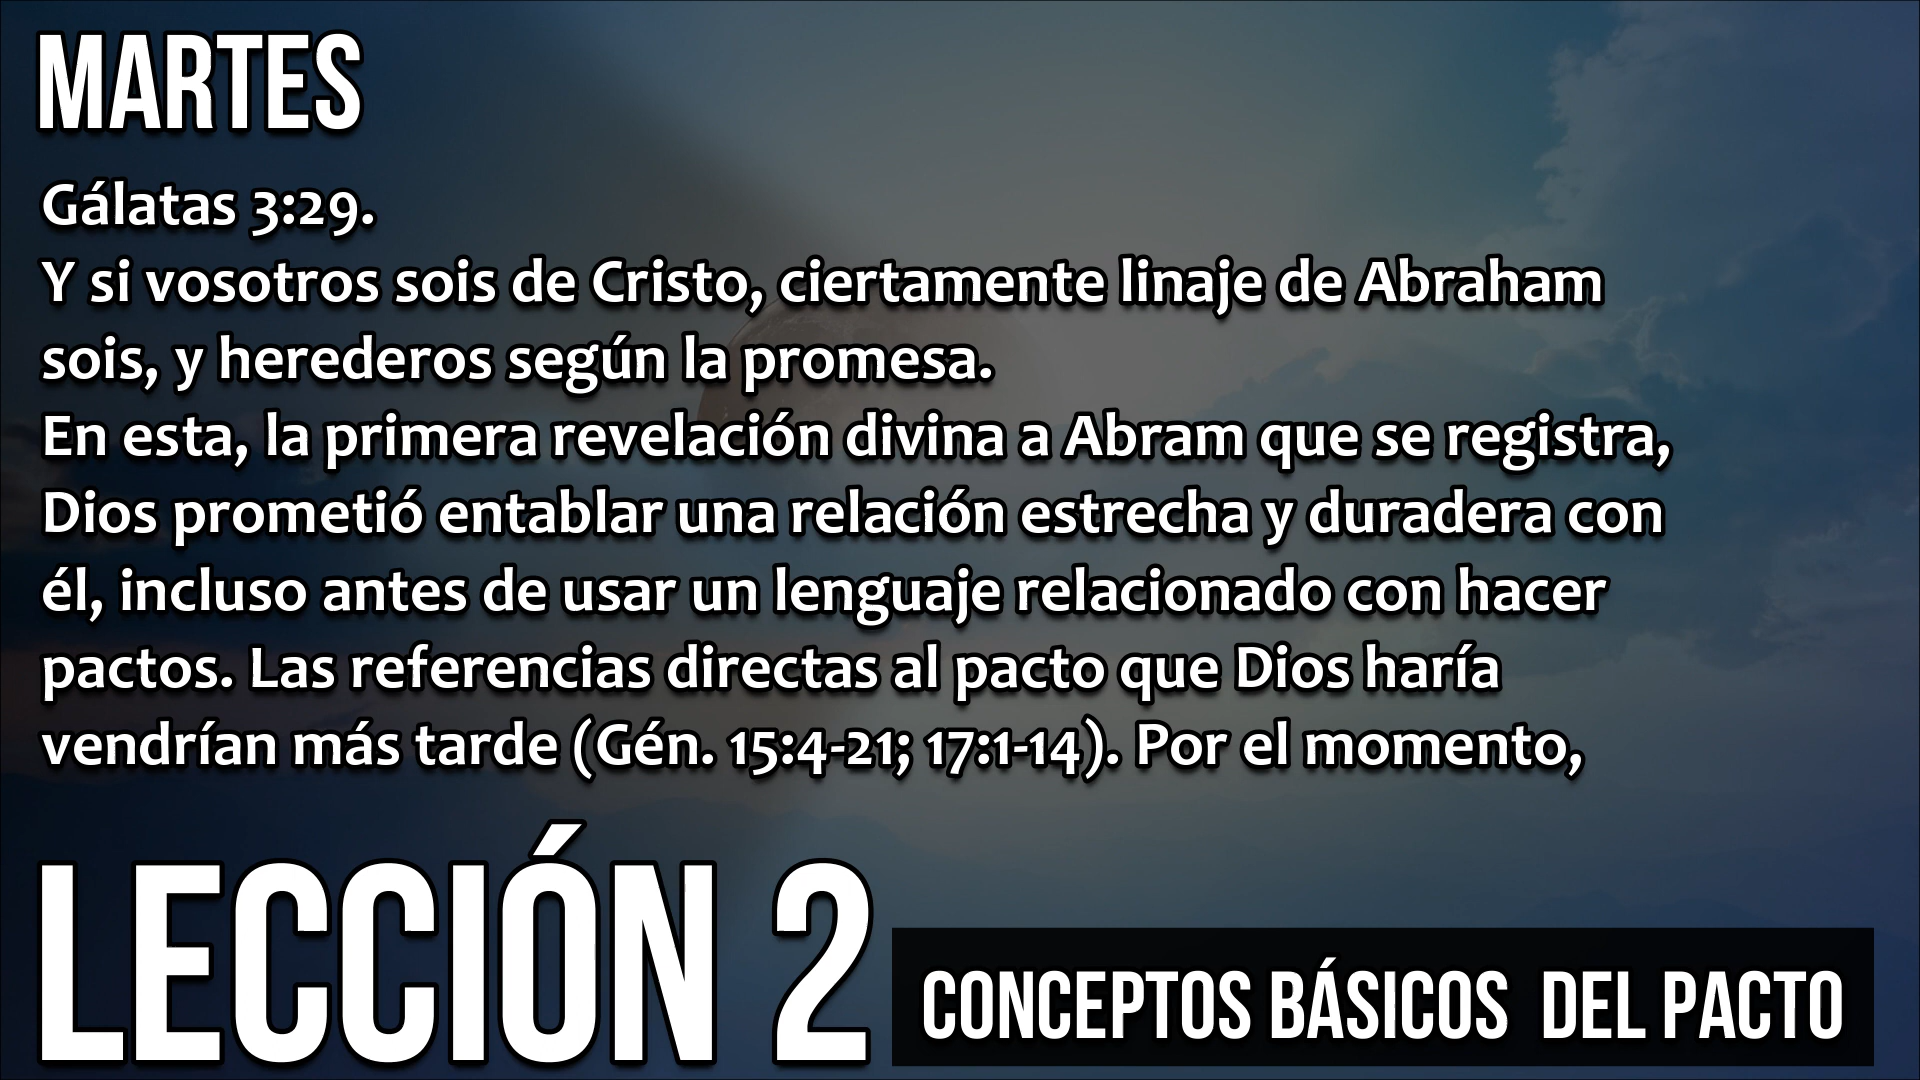 MARTES
Gálatas 3:29.
Y si vosotros sois de Cristo, ciertamente linaje de Abraham
sois, y herederos según la promesa.
En esta, la primera revelación divina a Abram que se registra,
Dios prometió entablar una relación estrecha y duradera con
él, incluso antes de usar un lenguaje relacionado con hacer
pactos. Las referencias directas al pacto que Dios haría
vendrían más tarde (Gén. 15:4-21; 17:1-14). Por el momento,
LECCIÓN 2
CONCEPTOS BÁSICOS DEL PACTO